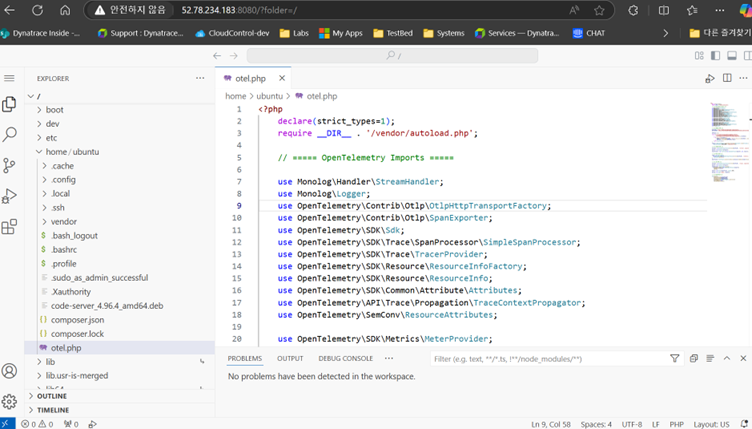 안전하지 않음 52.78.234.183:8080/?folder=/
Dynatrace Inside -...
Support : Dynatrace...
CloudControl-dev
Labs
My Apps
TestBed
Systems
Services — Dynatrac...
CHAT
다른 즐겨찾기
/
EXPLORER
otel.php
/
home > ubuntu > otel.php
boot
dev
etc
home / ubuntu
.cache
.config
.local
.ssh
vendor
.bash_logout
.bashrc
.profile
.sudo_as_admin_successful
.Xauthority
code-server_4.96.4_amd64.deb
composer.json
composer.lock
otel.php
lib
lib.usr-is-merged
lib64
OUTLINE
TIMELINE
1 <?php
2 declare(strict_types=1);
3 require __DIR__ . '/vendor/autoload.php';
4
5 // ===== OpenTelemetry Imports =====
6
7 use Monolog\Handler\StreamHandler;
8 use Monolog\Logger;
9 use OpenTelemetry\Contrib\Otlp\OtlpHttpTransportFactory;
10 use OpenTelemetry\Contrib\Otlp\SpanExporter;
11 use OpenTelemetry\SDK\Sdk;
12 use OpenTelemetry\SDK\Trace\SpanProcessor\SimpleSpanProcessor;
13 use OpenTelemetry\SDK\Trace\TracerProvider;
14 use OpenTelemetry\SDK\Resource\ResourceInfoFactory;
15 use OpenTelemetry\SDK\Resource\ResourceInfo;
16 use OpenTelemetry\SDK\Common\Attribute\Attributes;
17 use OpenTelemetry\API\Trace\Propagation\TraceContextPropagator;
18 use OpenTelemetry\SemConv\ResourceAttributes;
19
20 use OpenTelemetry\SDK\Metrics\MeterProvider;
PROBLEMS OUTPUT DEBUG CONSOLE ...
Filter (e.g. text, **/*.ts, !**/node_modules/**)
No problems have been detected in the workspace.
0 0 0 Ln 9, Col 58 Spaces: 4 UTF-8 LF PHP Layout: US